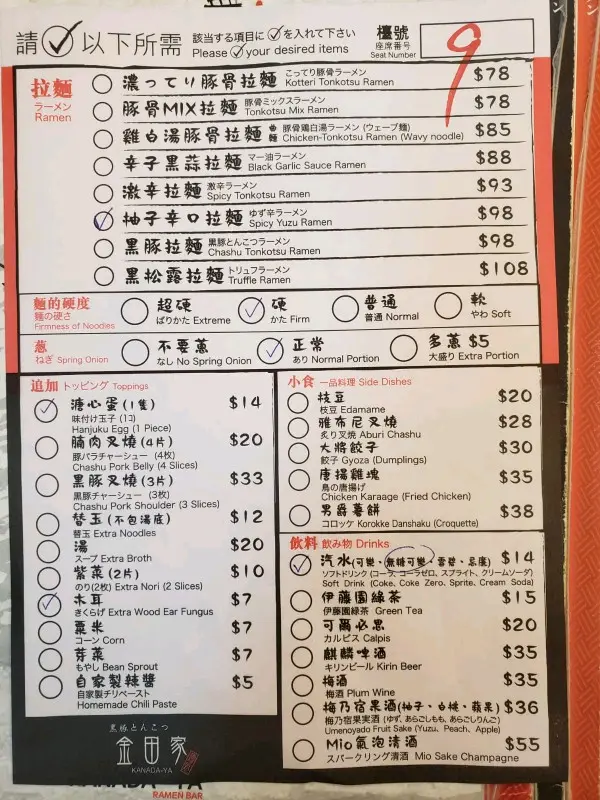 請 以下所需
該当する項目に を入れて下さい
Please your desired items
檯號
座席番号
Seat Number
9
拉麵
ラーメン
Ramen
濃ってり豚骨拉麵 こってり豚骨ラーメン Kotteri Tonkotsu Ramen $78
豚骨MIX拉麵 豚骨ミックスラーメン Tonkotsu Mix Ramen $78
雞白湯豚骨拉麵 曲麵 豚骨鶏白湯ラーメン (ウェーブ麺) Chicken-Tonkotsu Ramen (Wavy noodle) $85
辛子黑蒜拉麵 マー油ラーメン Black Garlic Sauce Ramen $88
激辛拉麵 激辛ラーメン Spicy Tonkotsu Ramen $93
柚子辛口拉麵 ゆず辛ラーメン Spicy Yuzu Ramen $98
黑豚拉麵 黒豚とんこつラーメン Chashu Tonkotsu Ramen $98
黑松露拉麵 トリュフラーメン Truffle Ramen $108
麵的硬度
麺の硬さ
Firmness of Noodles
超硬
ばりかた Extreme
硬
かた Firm
普通
普通 Normal
軟
やわ Soft
蔥
ねぎ Spring Onion
不要蔥
なし No Spring Onion
正常
あり Normal Portion
多蔥 $5
大盛り Extra Portion
追加 トッピング Toppings
溏心蛋(1隻) $14
味付け玉子 (1コ)
Hanjuku Egg (1 Piece)
腩肉叉燒(4片) $20
豚バラチャーシュー (4枚)
Chashu Pork Belly (4 Slices)
黑豚叉燒(3片) $33
黒豚チャーシュー (3枚)
Chashu Pork Shoulder (3 Slices)
替玉(不包湯底) $12
替玉 Extra Noodles
湯 $20
スープ Extra Broth
紫菜(2片) $10
のり(2枚) Extra Nori (2 Slices)
木耳 $7
きくらげ Extra Wood Ear Fungus
粟米 $7
コーン Corn
芽菜 $7
もやし Bean Sprout
自家製辣醬 $5
自家製チリペースト
Homemade Chili Paste
黒豚とんこつ
金田家
KANADA-YA
小食 一品料理 Side Dishes
枝豆 $20
枝豆 Edamame
雅布尼叉燒 $28
炙り叉焼 Aburi Chashu
大將餃子 $30
餃子 Gyoza (Dumplings)
唐揚雞塊 $35
鳥の唐揚げ
Chicken Karaage (Fried Chicken)
男爵薯餅 $38
コロッケ Korokke Danshaku (Croquette)
飲料 飲み物 Drinks
汽水(可樂・無糖可樂・雪碧・忌廉) $14
ソフトドリンク (コーラ、コーラゼロ、スプライト、クリームソーダ)
Soft Drink (Coke, Coke Zero, Sprite, Cream Soda)
伊藤園綠茶 $15
伊藤園緑茶 Green Tea
可爾必思 $20
カルピス Calpis
麒麟啤酒 $35
キリンビール Kirin Beer
梅酒 $35
梅酒 Plum Wine
梅乃宿果酒(柚子・白桃・蘋果) $36
梅乃宿果実酒 (ゆず、あらごしもも、あらごしりんご)
Umenoyado Fruit Sake (Yuzu, Peach, Apple)
Mio氣泡清酒 $55
スパークリング清酒 Mio Sake Champagne
KANADA-YA
RAMEN BAR